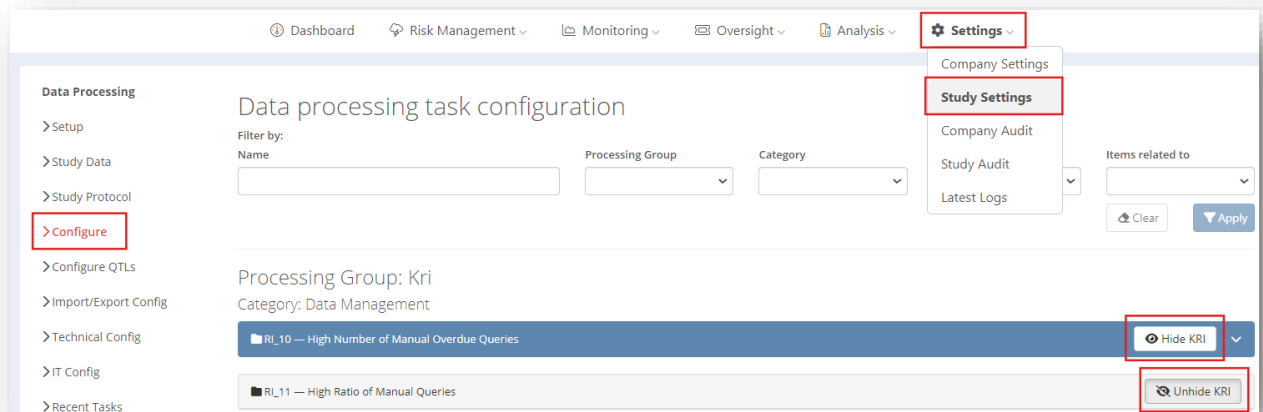 Dashboard Risk Management Monitoring Oversight Analysis Settings
Company Settings
Study Settings
Company Audit
Study Audit
Latest Logs
Data Processing
Setup
Study Data
Study Protocol
Configure
Configure QTLs
Import/Export Config
Technical Config
IT Config
Recent Tasks
Data processing task configuration
Filter by:
Name Processing Group Category Items related to
Clear Apply
Processing Group: Kri
Category: Data Management
RI_10 — High Number of Manual Overdue Queries Hide KRI
RI_11 — High Ratio of Manual Queries Unhide KRI